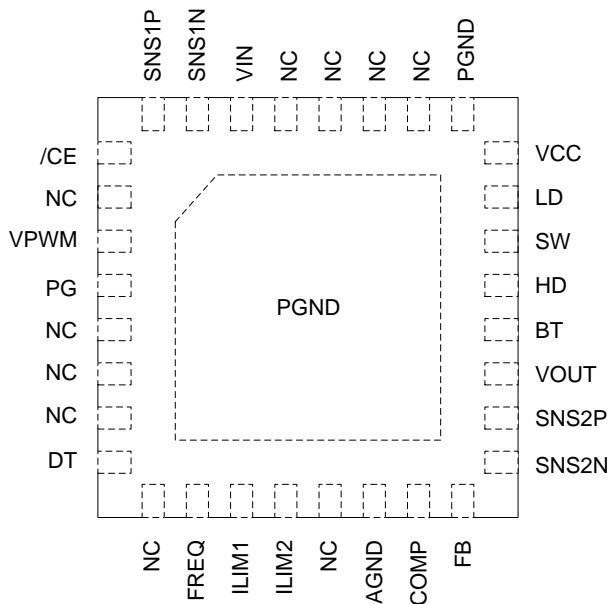 SNS1P
SNS1N
VIN
NC
NC
NC
NC
PGND
/CE
NC
VPWM
PG
NC
NC
NC
DT
PGND
VCC
LD
SW
HD
BT
VOUT
SNS2P
SNS2N
NC
FREQ
ILIM1
ILIM2
NC
AGND
COMP
FB